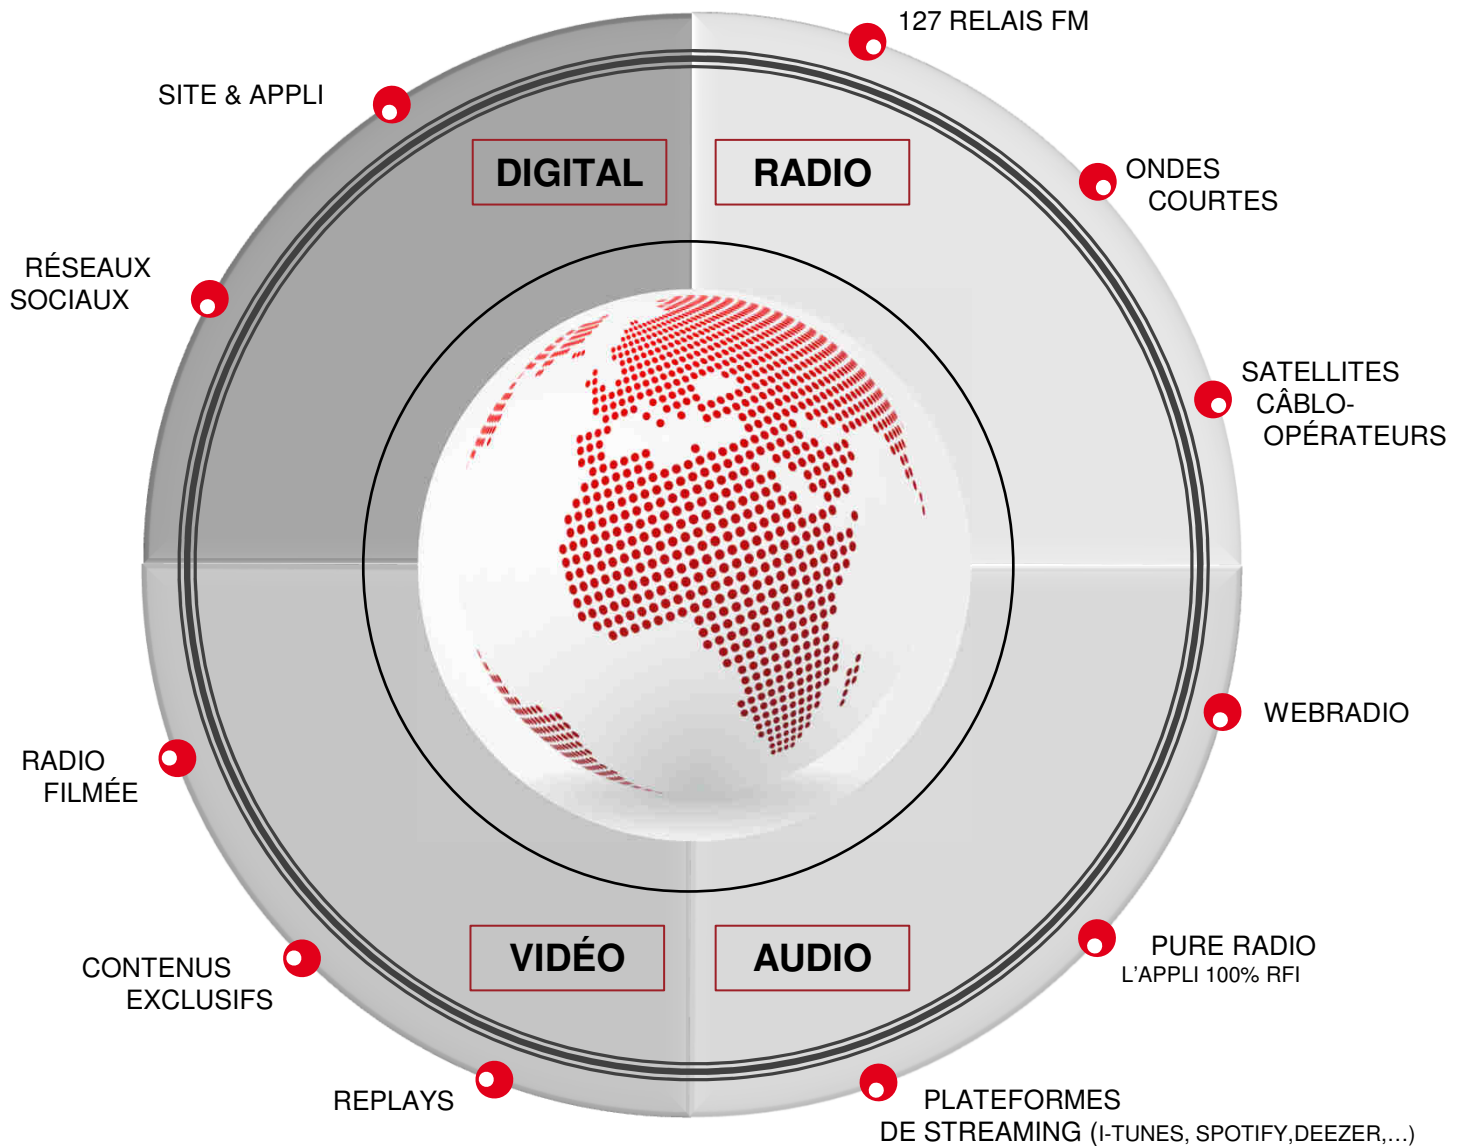 127 RELAIS FM
SITE & APPLI
DIGITAL
RADIO
ONDES
COURTES
RÉSEAUX
SOCIAUX
SATELLITES
CÂBLO-
OPÉRATEURS
WEBRADIO
RADIO
FILMÉE
VIDÉO
AUDIO
PURE RADIO
L'APPLI 100% RFI
CONTENUS
EXCLUSIFS
REPLAYS
PLATEFORMES
DE STREAMING (I-TUNES, SPOTIFY,DEEZER,...)